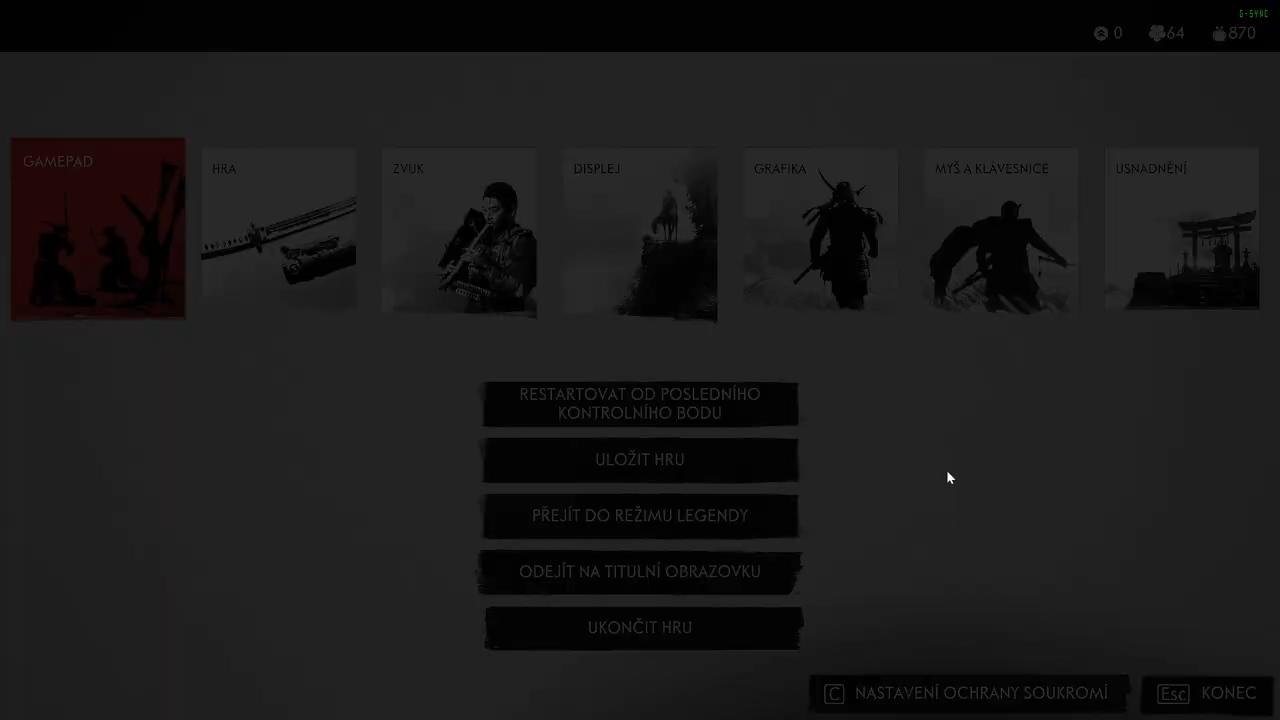 G-SYNC
0 64 870
GAMEPAD
HRA
ZVUK
DISPLEJ
GRAFIKA
MYŠ A KLÁVESNICE
USNADNĚNÍ
RESTARTOVAT OD POSLEDNÍHO
KONTROLNÍHO BODU
ULOŽIT HRU
PŘEJÍT DO REŽIMU LEGENDY
ODEJÍT NA TITULNÍ OBRAZOVKU
UKONČIT HRU
C NASTAVENÍ OCHRANY SOUKROMÍ
Esc KONEC